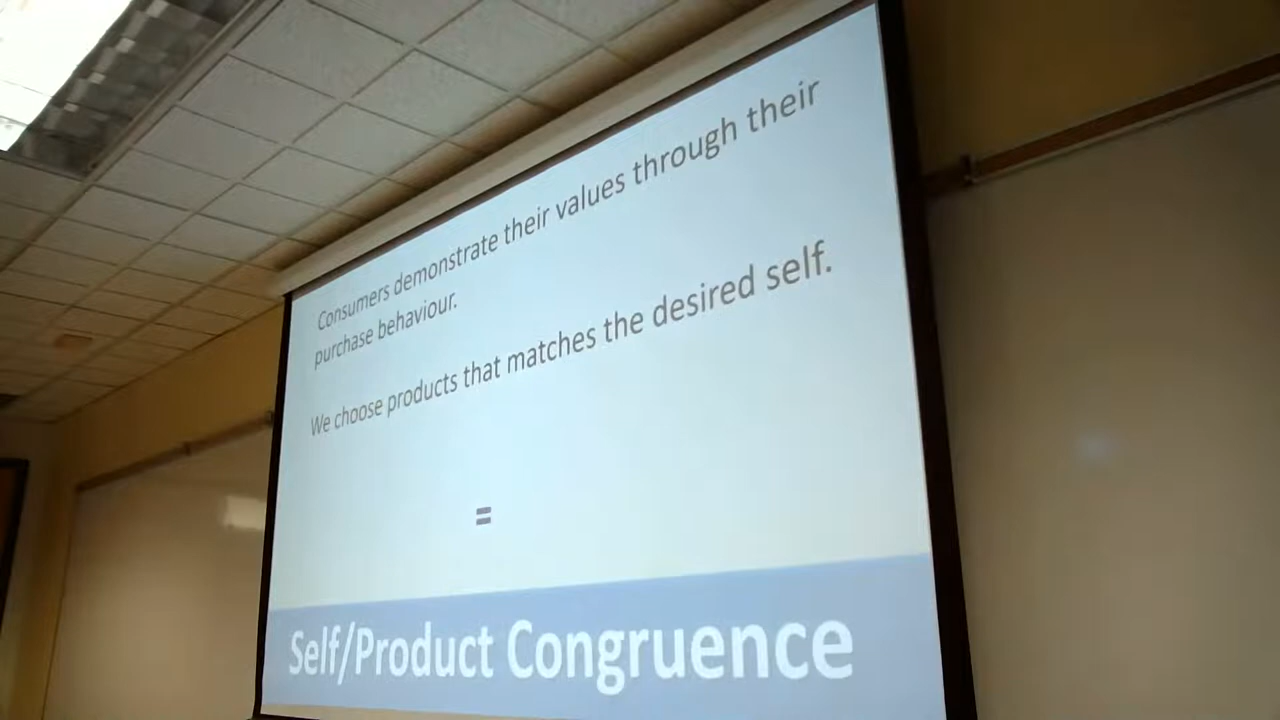 Consumers demonstrate their values through their
purchase behaviour.
We choose products that matches the desired self.
=
Self/Product Congruence